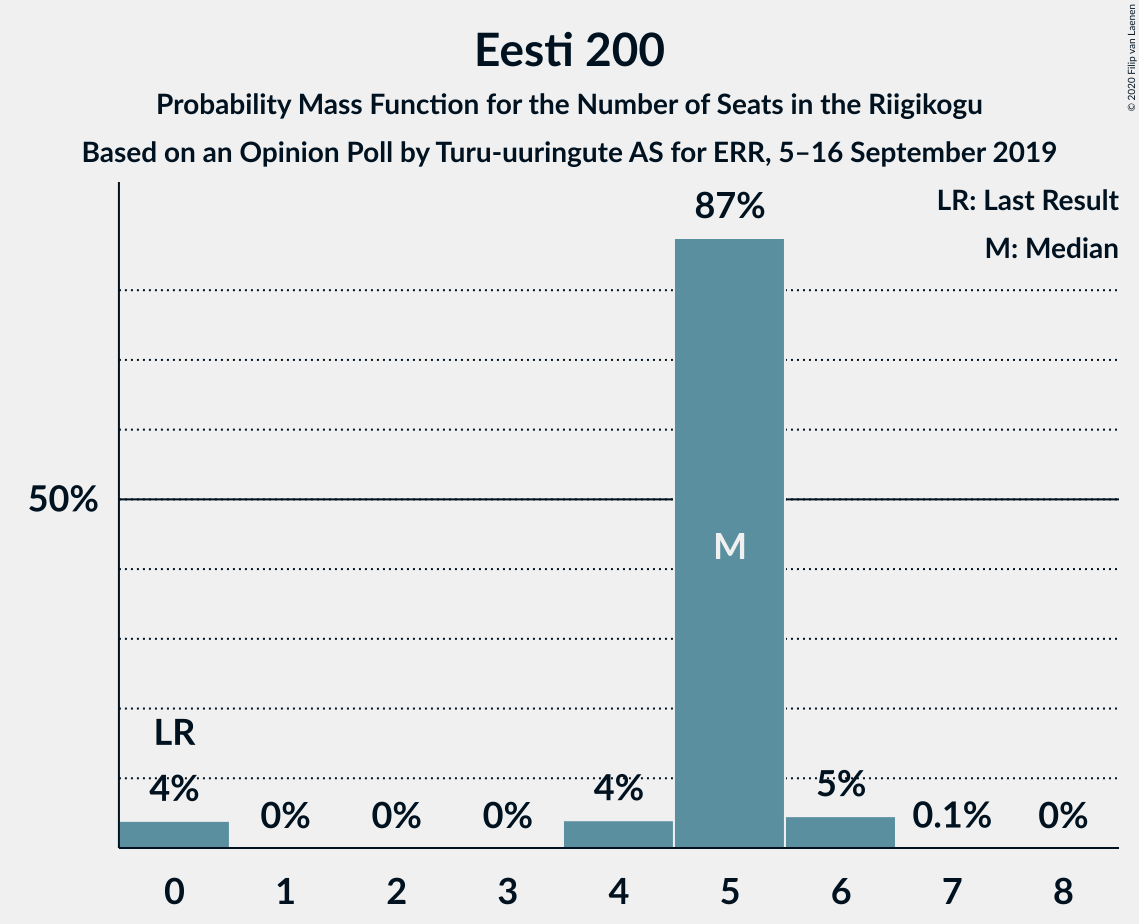 Eesti 200
Probability Mass Function for the Number of Seats in the Riigikogu
Based on an Opinion Poll by Turu-uuringute AS for ERR, 5–16 September 2019
© 2020 Filip van Laenen
LR: Last Result
M: Median
87%
50%
M
LR
4%
0%
0%
0%
4%
5%
0.1%
0%
0 1 2 3 4 5 6 7 8